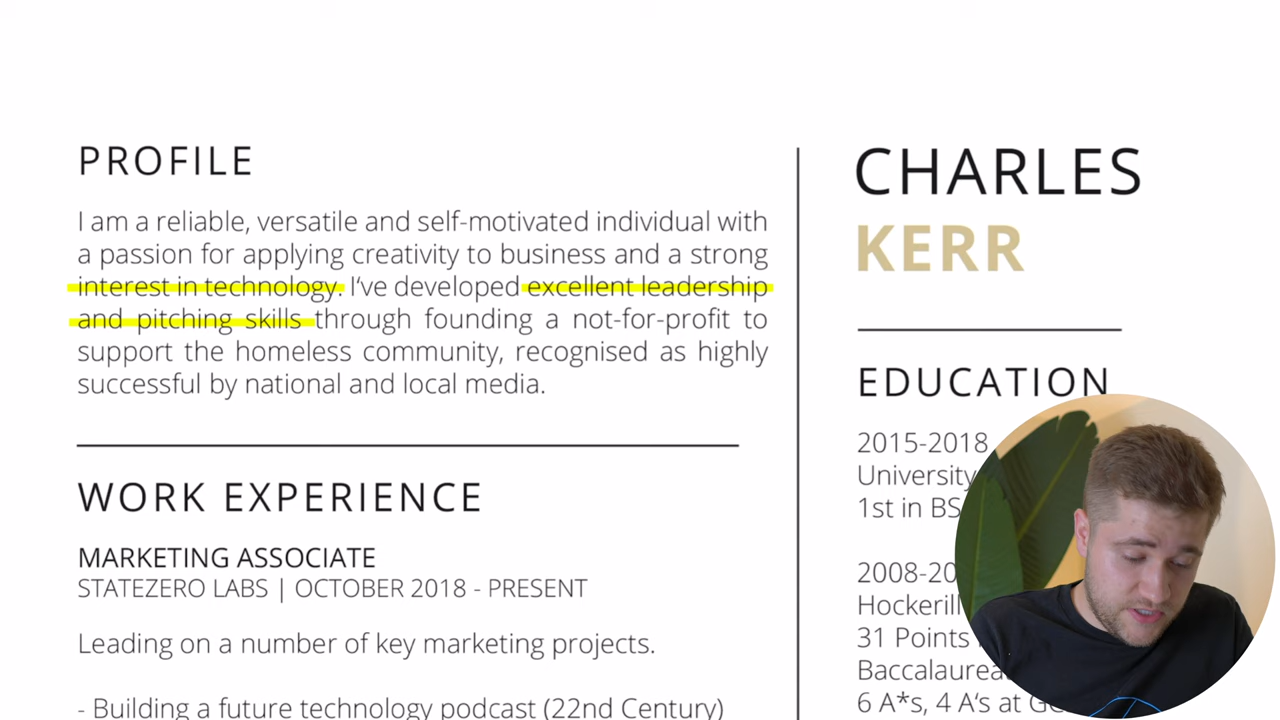 PROFILE
I am a reliable, versatile and self-motivated individual with
a passion for applying creativity to business and a strong
interest in technology. I've developed excellent leadership
and pitching skills through founding a not-for-profit to
support the homeless community, recognised as highly
successful by national and local media.
WORK EXPERIENCE
MARKETING ASSOCIATE
STATEZERO LABS | OCTOBER 2018 - PRESENT
Leading on a number of key marketing projects.
- Building a future technology podcast (22nd Century)
CHARLES
KERR
EDUCATION
2015-2018
University
1st in
2008-
31 Points
6 A*s, 4 A's at